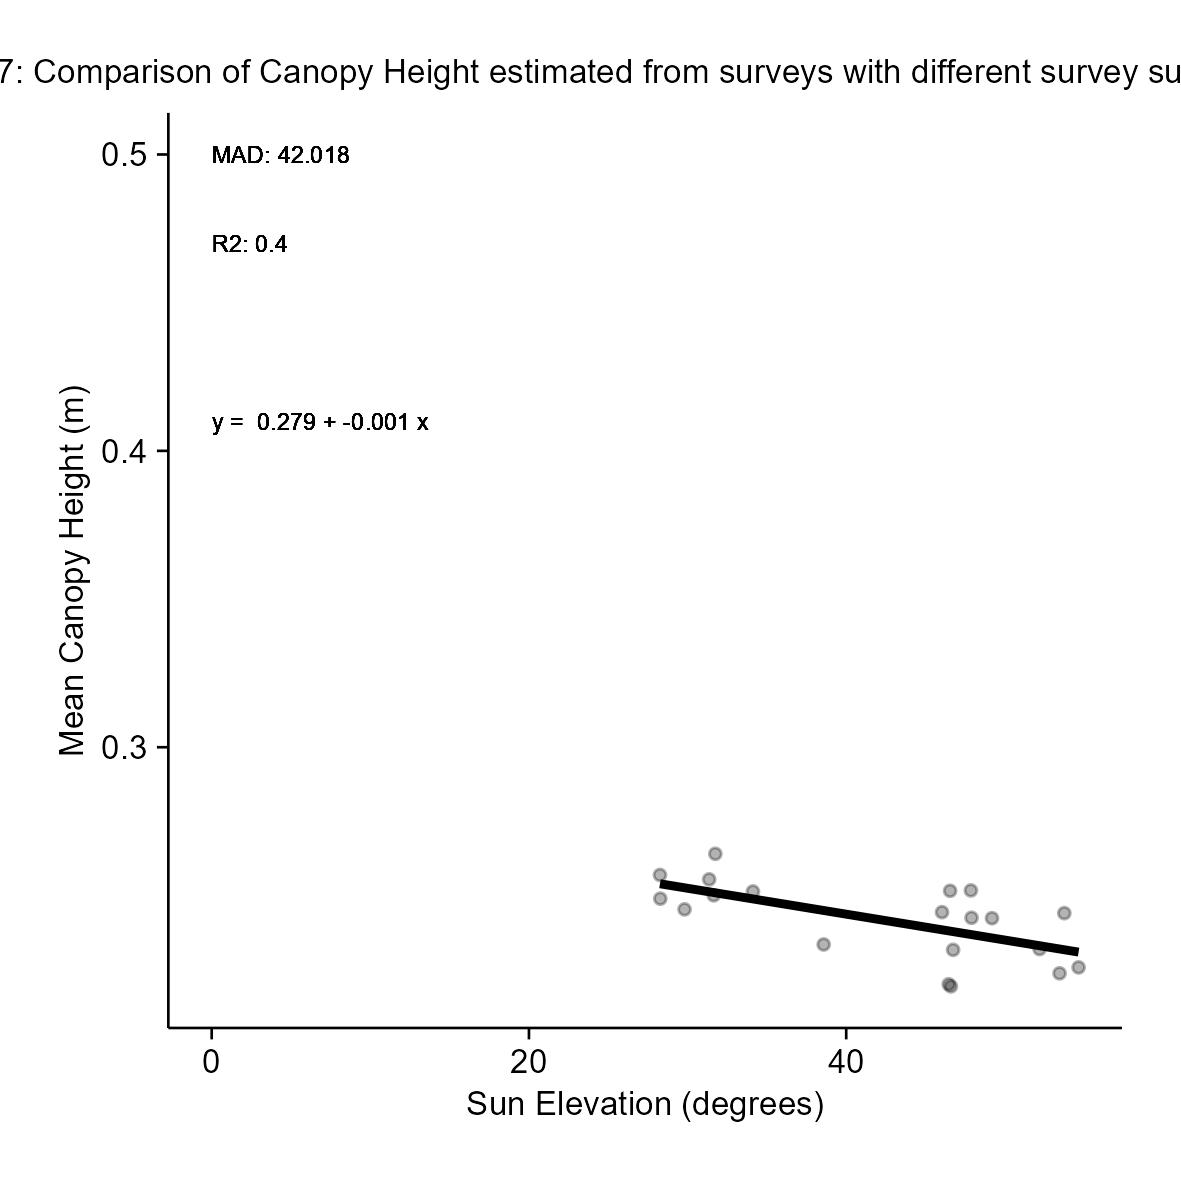 7: Comparison of Canopy Height estimated from surveys with different survey su
0.5
MAD: 42.018
R2: 0.4
y =  0.279 + -0.001 x
0.4
Mean Canopy Height (m)
0.3
0
20
40
Sun Elevation (degrees)